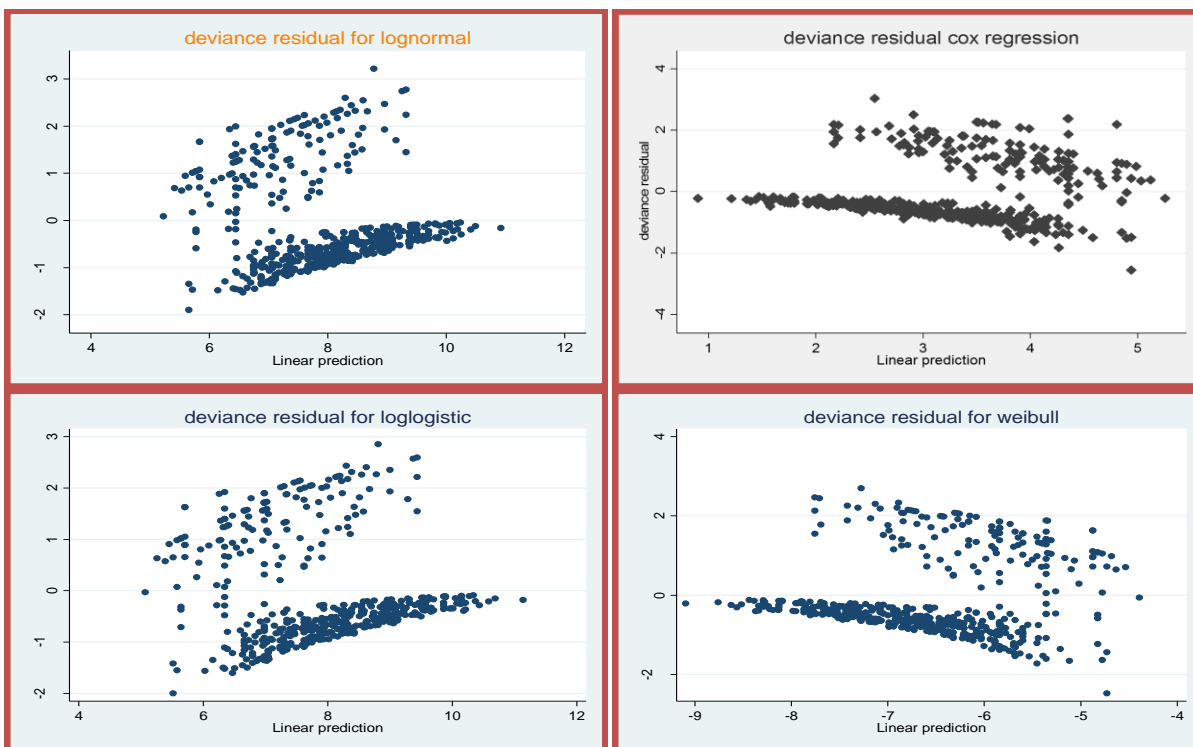 deviance residual for lognormal
3
2
1
0
-1
-2
4 6 8 10 12
Linear prediction
deviance residual cox regression
deviance residual
4
2
0
-2
-4
1 2 3 4 5
Linear prediction
deviance residual for loglogistic
3
2
1
0
-1
-2
4 6 8 10 12
Linear prediction
deviance residual for weibull
4
2
0
-2
-9 -8 -7 -6 -5 -4
Linear prediction